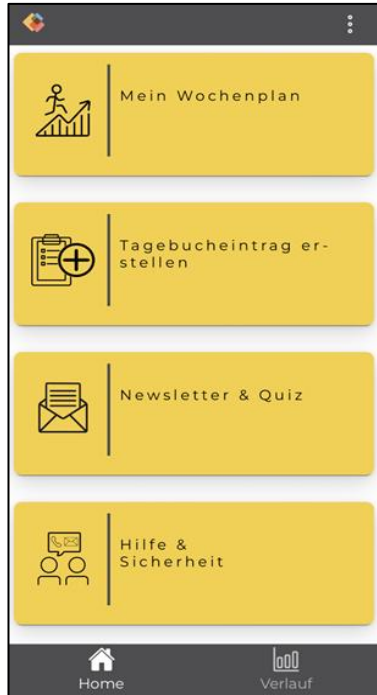 Mein Wochenplan
Tagebucheintrag er-
stellen
Newsletter & Quiz
Hilfe &
Sicherheit
Home
Verlauf